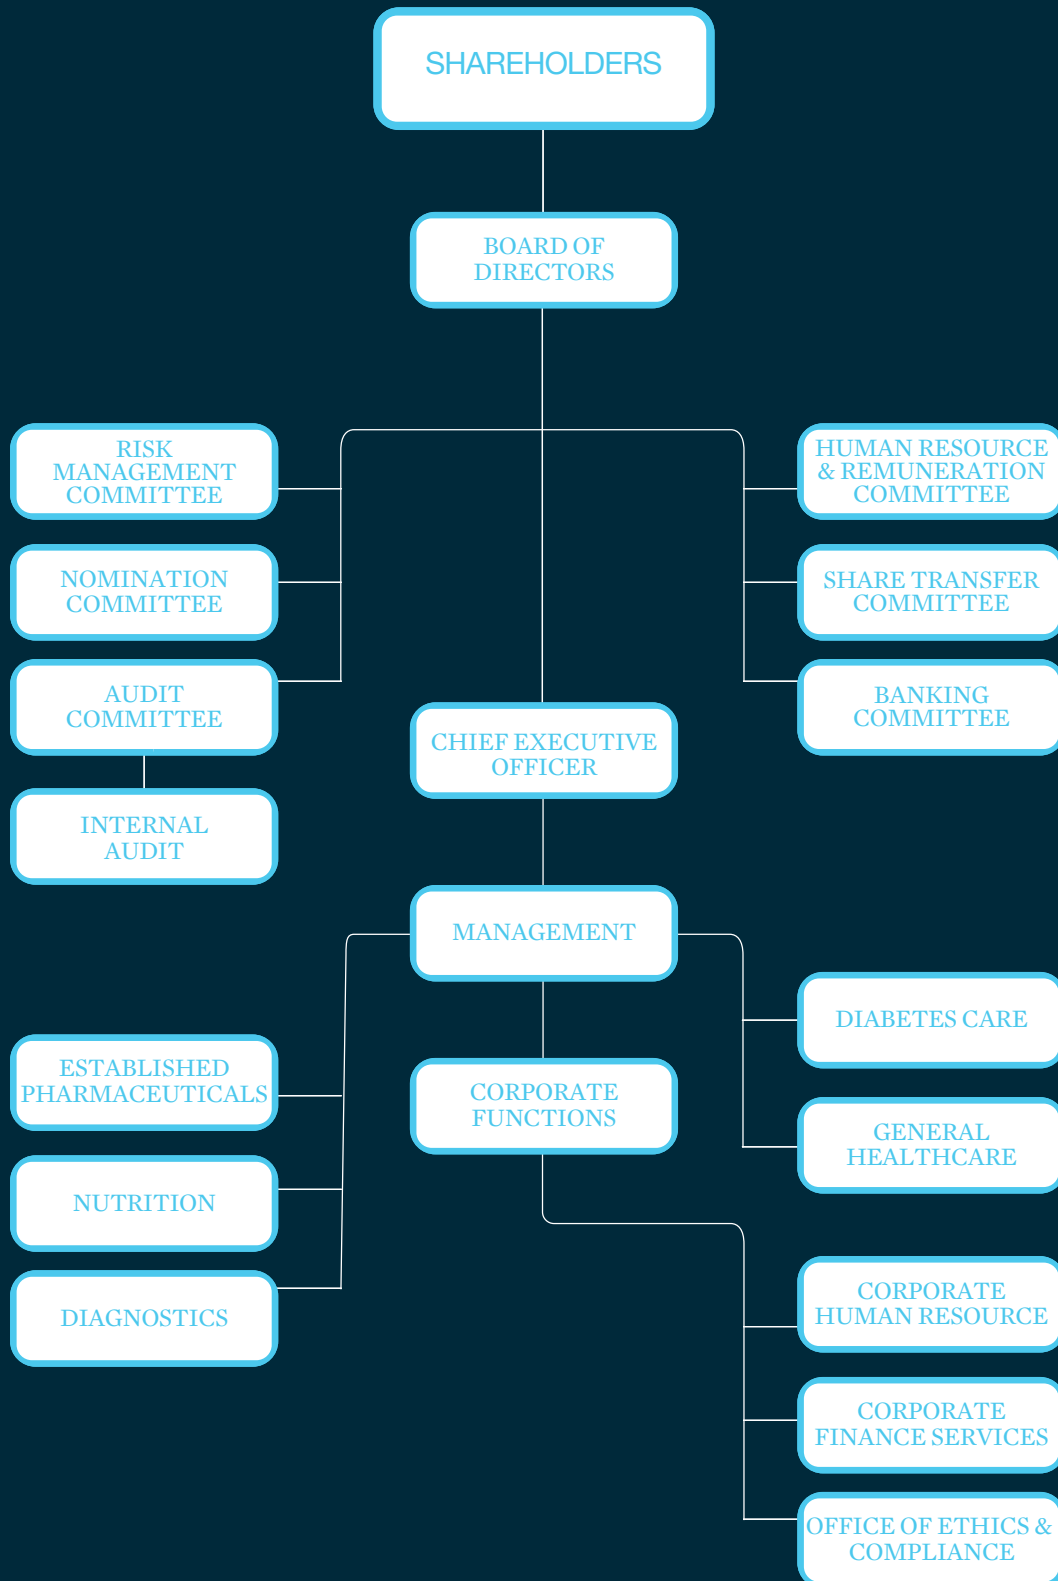 SHAREHOLDERS
BOARD OF
DIRECTORS
RISK
MANAGEMENT
COMMITTEE
HUMAN RESOURCE
& REMUNERATION
COMMITTEE
NOMINATION
COMMITTEE
SHARE TRANSFER
COMMITTEE
AUDIT
COMMITTEE
BANKING
COMMITTEE
CHIEF EXECUTIVE
OFFICER
INTERNAL
AUDIT
MANAGEMENT
DIABETES CARE
ESTABLISHED
PHARMACEUTICALS
CORPORATE
FUNCTIONS
GENERAL
HEALTHCARE
NUTRITION
DIAGNOSTICS
CORPORATE
HUMAN RESOURCE
CORPORATE
FINANCE SERVICES
OFFICE OF ETHICS &
COMPLIANCE